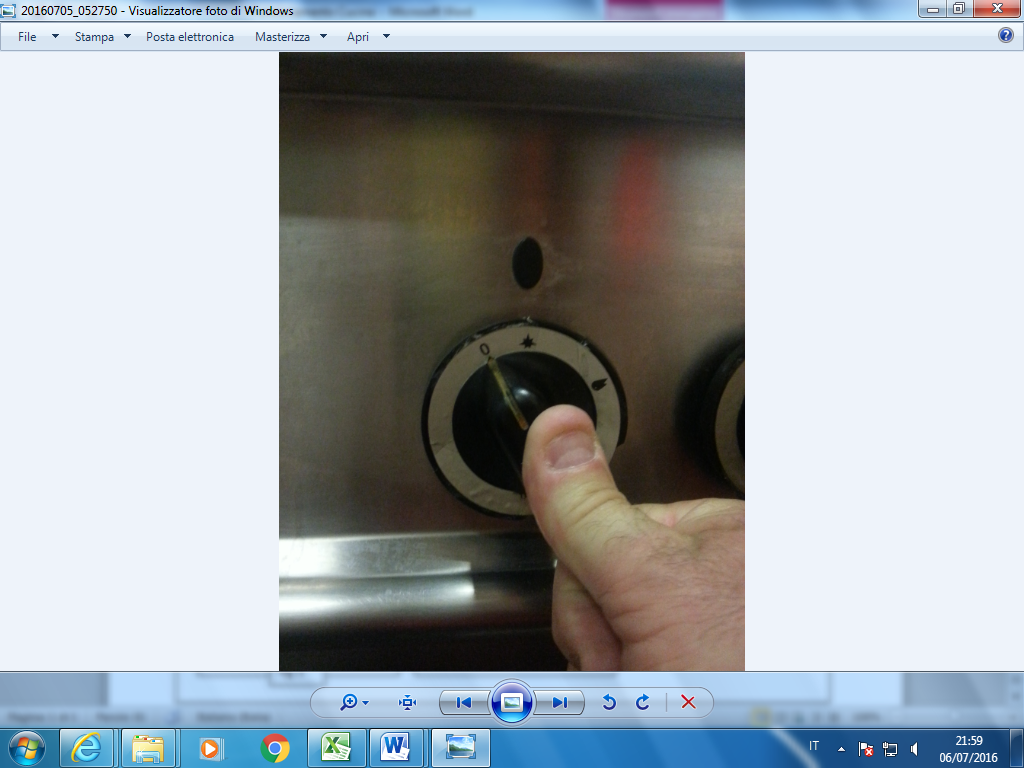 20160705_052750 - Visualizzatore foto di Windows
File Stampa Posta elettronica Masterizza Apri
0
IT
21:59
06/07/2016